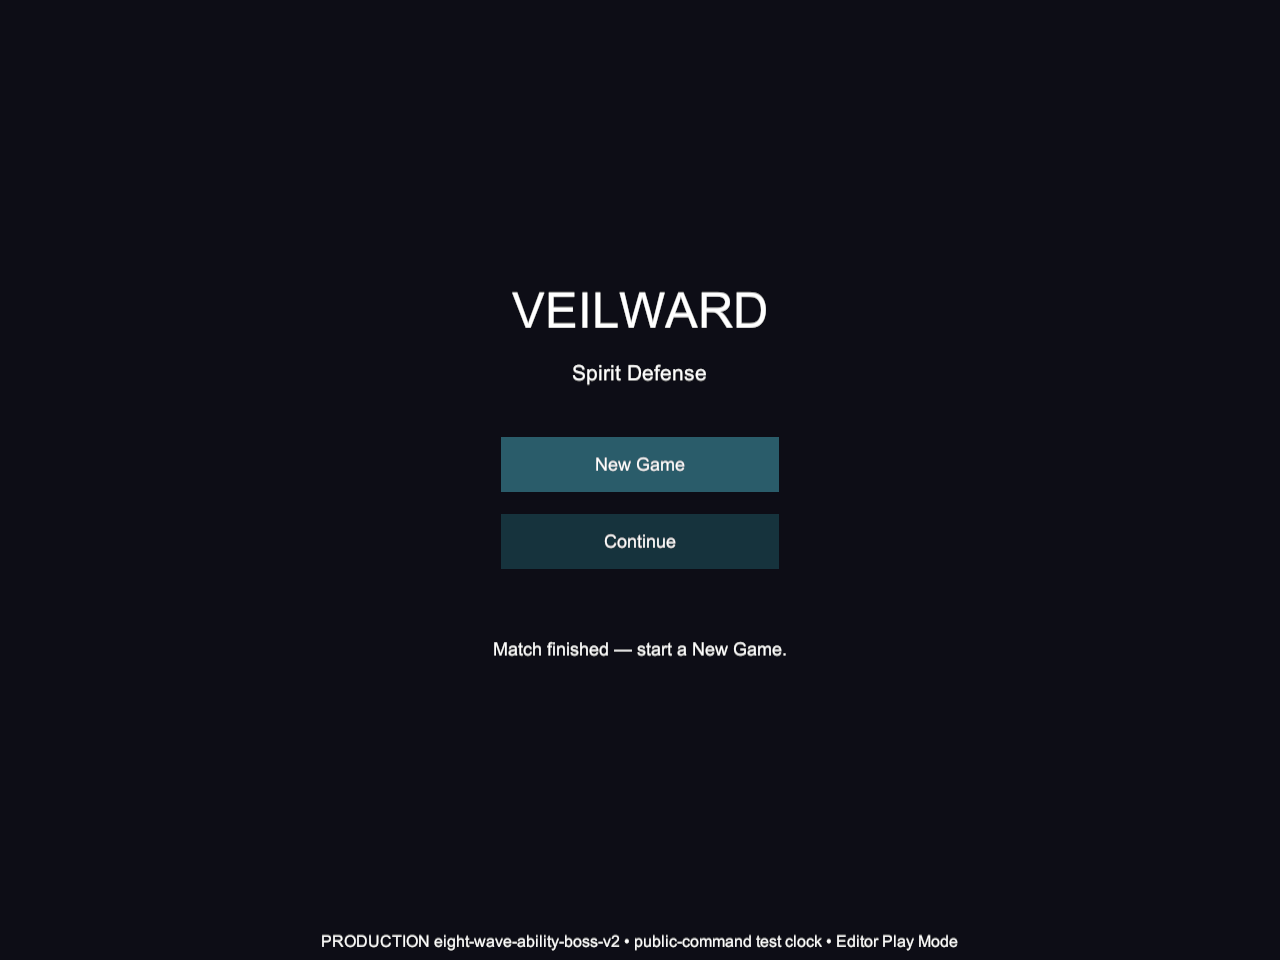 VEILWARD
Spirit Defense
New Game
Continue
Match finished — start a New Game.
PRODUCTION eight-wave-ability-boss-v2 • public-command test clock • Editor Play Mode